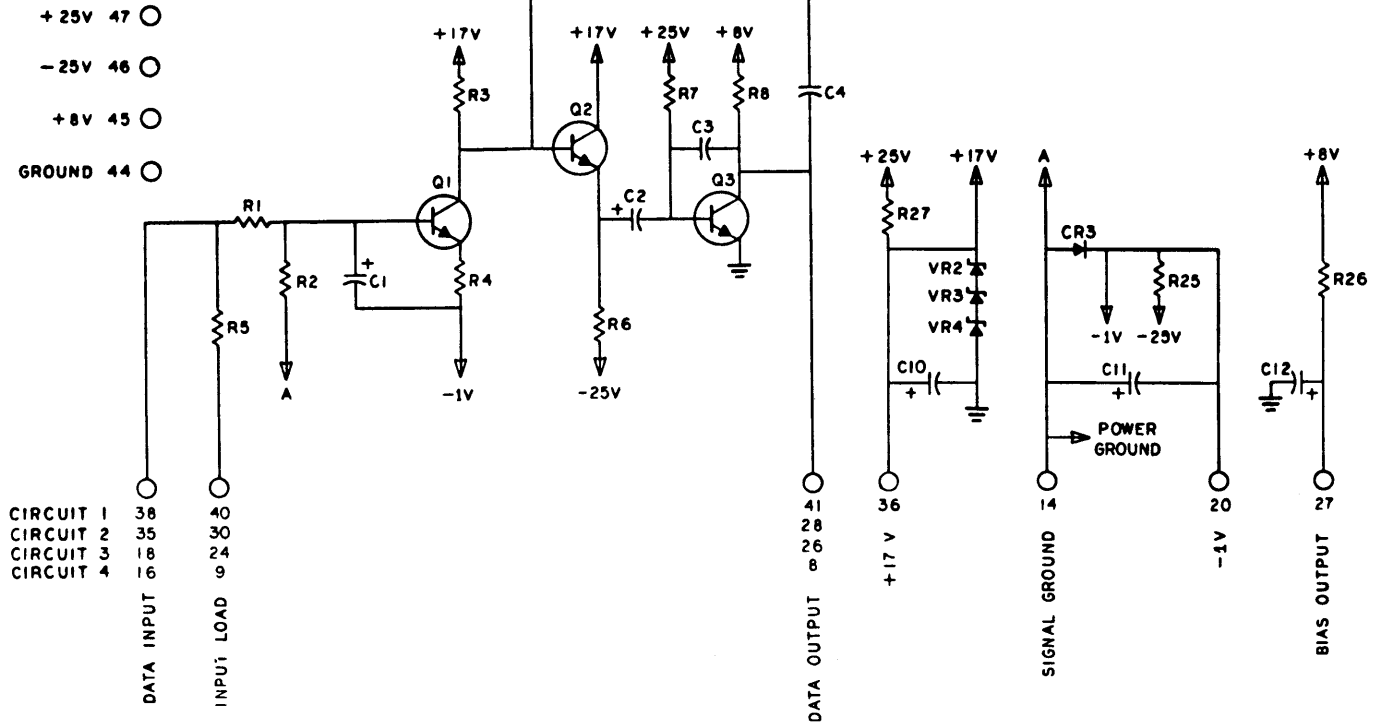 +25V 47
-25V 46
+8V 45
GROUND 44
+17V
+17V
+25V
+8V
R3
Q2
R7
R8
C4
C3
Q1
R1
C2
Q3
R2
+
C1
R4
+
R5
R6
A
-1V
-25V
+25V
+17V
A
+8V
R27
CR3
VR2
VR3
VR4
R25
R26
-1V
-25V
C10
+
C11
+
C12
+
POWER
GROUND
CIRCUIT 1 38 40 41
CIRCUIT 2 35 30 28
CIRCUIT 3 18 24 26
CIRCUIT 4 16 9 8
36
14
20
27
DATA INPUT
INPUT LOAD
DATA OUTPUT
+17 V
SIGNAL GROUND
-1V
BIAS OUTPUT